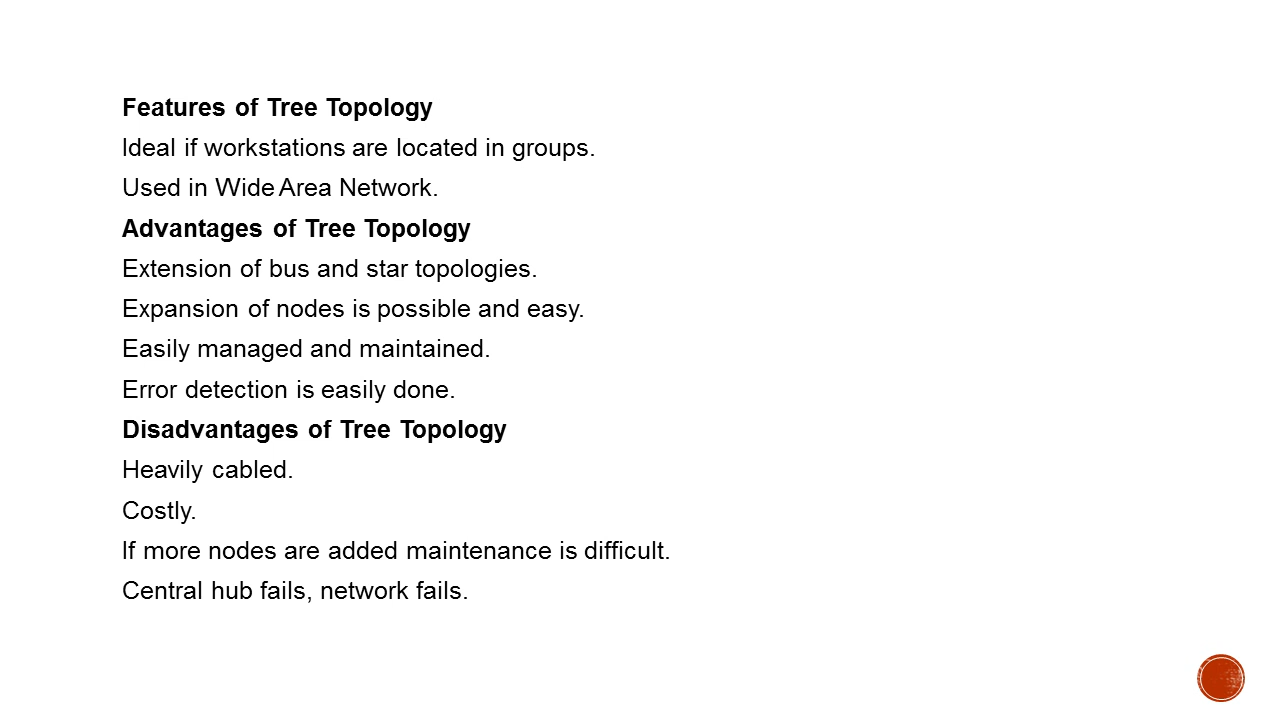 Features of Tree Topology
Ideal if workstations are located in groups.
Used in Wide Area Network.
Advantages of Tree Topology
Extension of bus and star topologies.
Expansion of nodes is possible and easy.
Easily managed and maintained.
Error detection is easily done.
Disadvantages of Tree Topology
Heavily cabled.
Costly.
If more nodes are added maintenance is difficult.
Central hub fails, network fails.